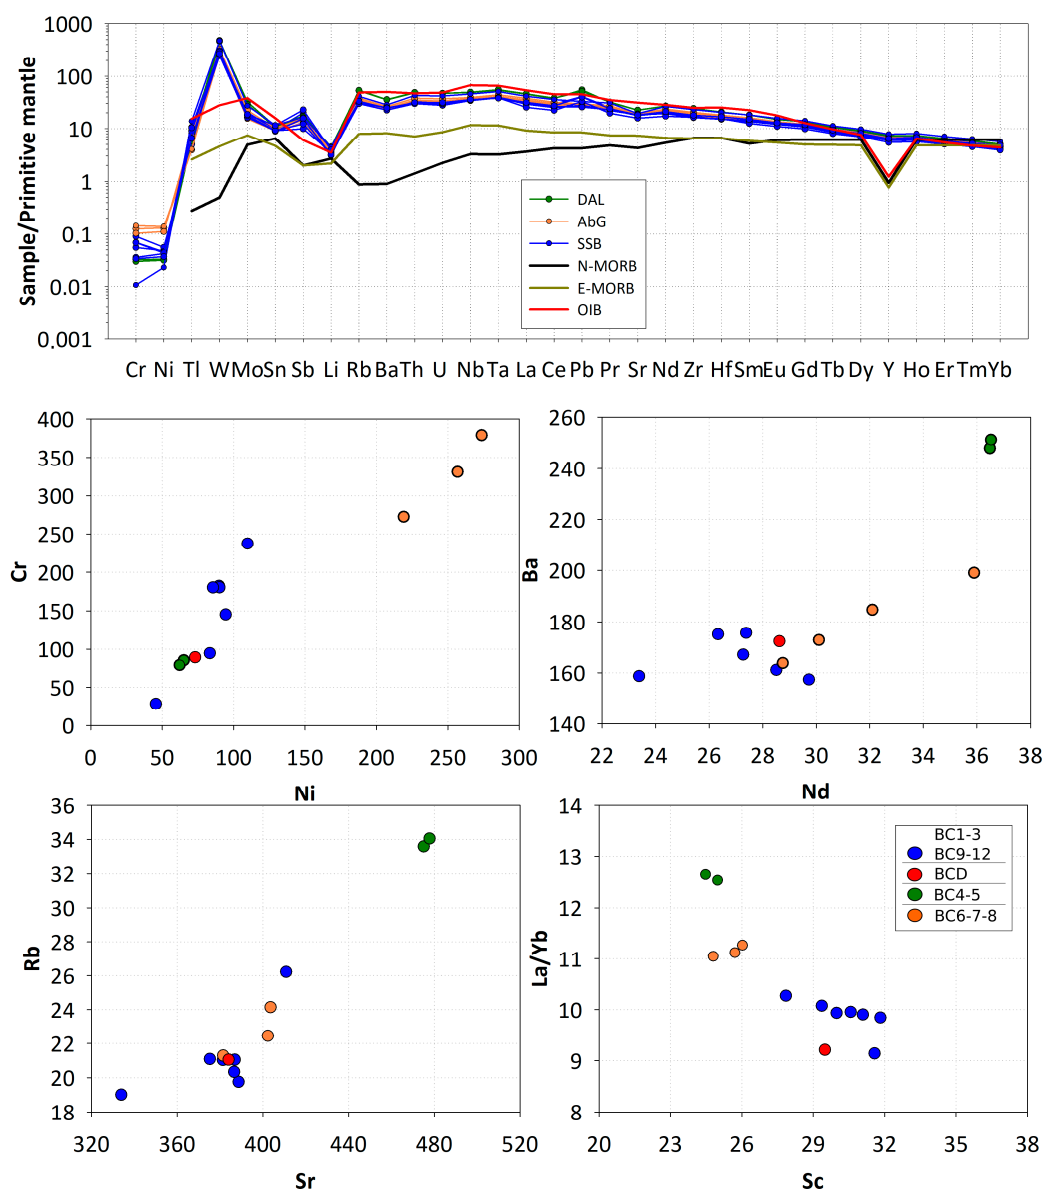 1000
100
10
1
0.1
0.01
0.001
Sample/Primitive mantle
DAL
AbG
SSB
N-MORB
E-MORB
OIB
Cr Ni Tl W Mo Sn Sb Li Rb Ba Th U Nb Ta La Ce Pb Pr Sr Nd Zr Hf Sm Eu Gd Tb Dy Y Ho Er Tm Yb
400
350
300
250
200
150
100
50
0
Cr
0 50 100 150 200 250 300
Ni
260
240
220
200
180
160
140
Ba
22 24 26 28 30 32 34 36 38
Nd
36
34
32
30
28
26
24
22
20
18
Rb
320 360 400 440 480 520
Sr
14
13
12
11
10
9
8
La/Yb
BC1-3
BC9-12
BCD
BC4-5
BC6-7-8
20 23 26 29 32 35 38
Sc